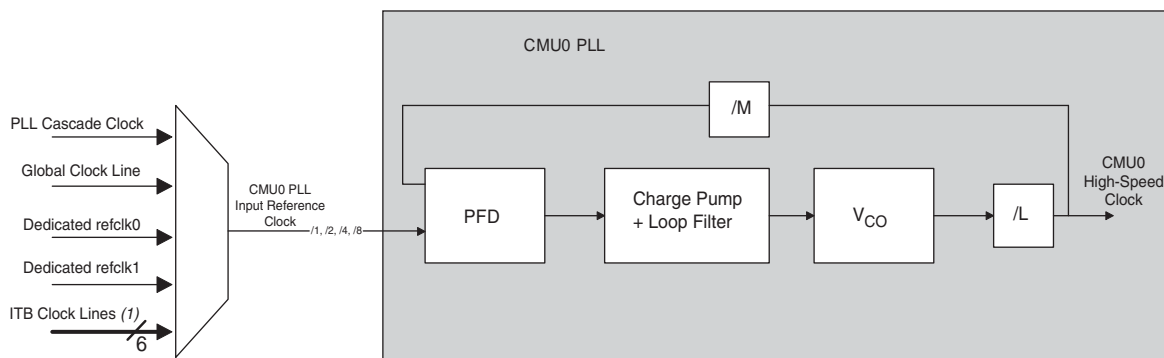 CMU0 PLL
/M
PLL Cascade Clock
Global Clock Line
CMU0 PLL
Input Reference
Clock
/1, /2, /4, /8
Dedicated refclk0
Dedicated refclk1
ITB Clock Lines (1)
6
PFD
Charge Pump
+ Loop Filter
VCO
/L
CMU0
High-Speed
Clock